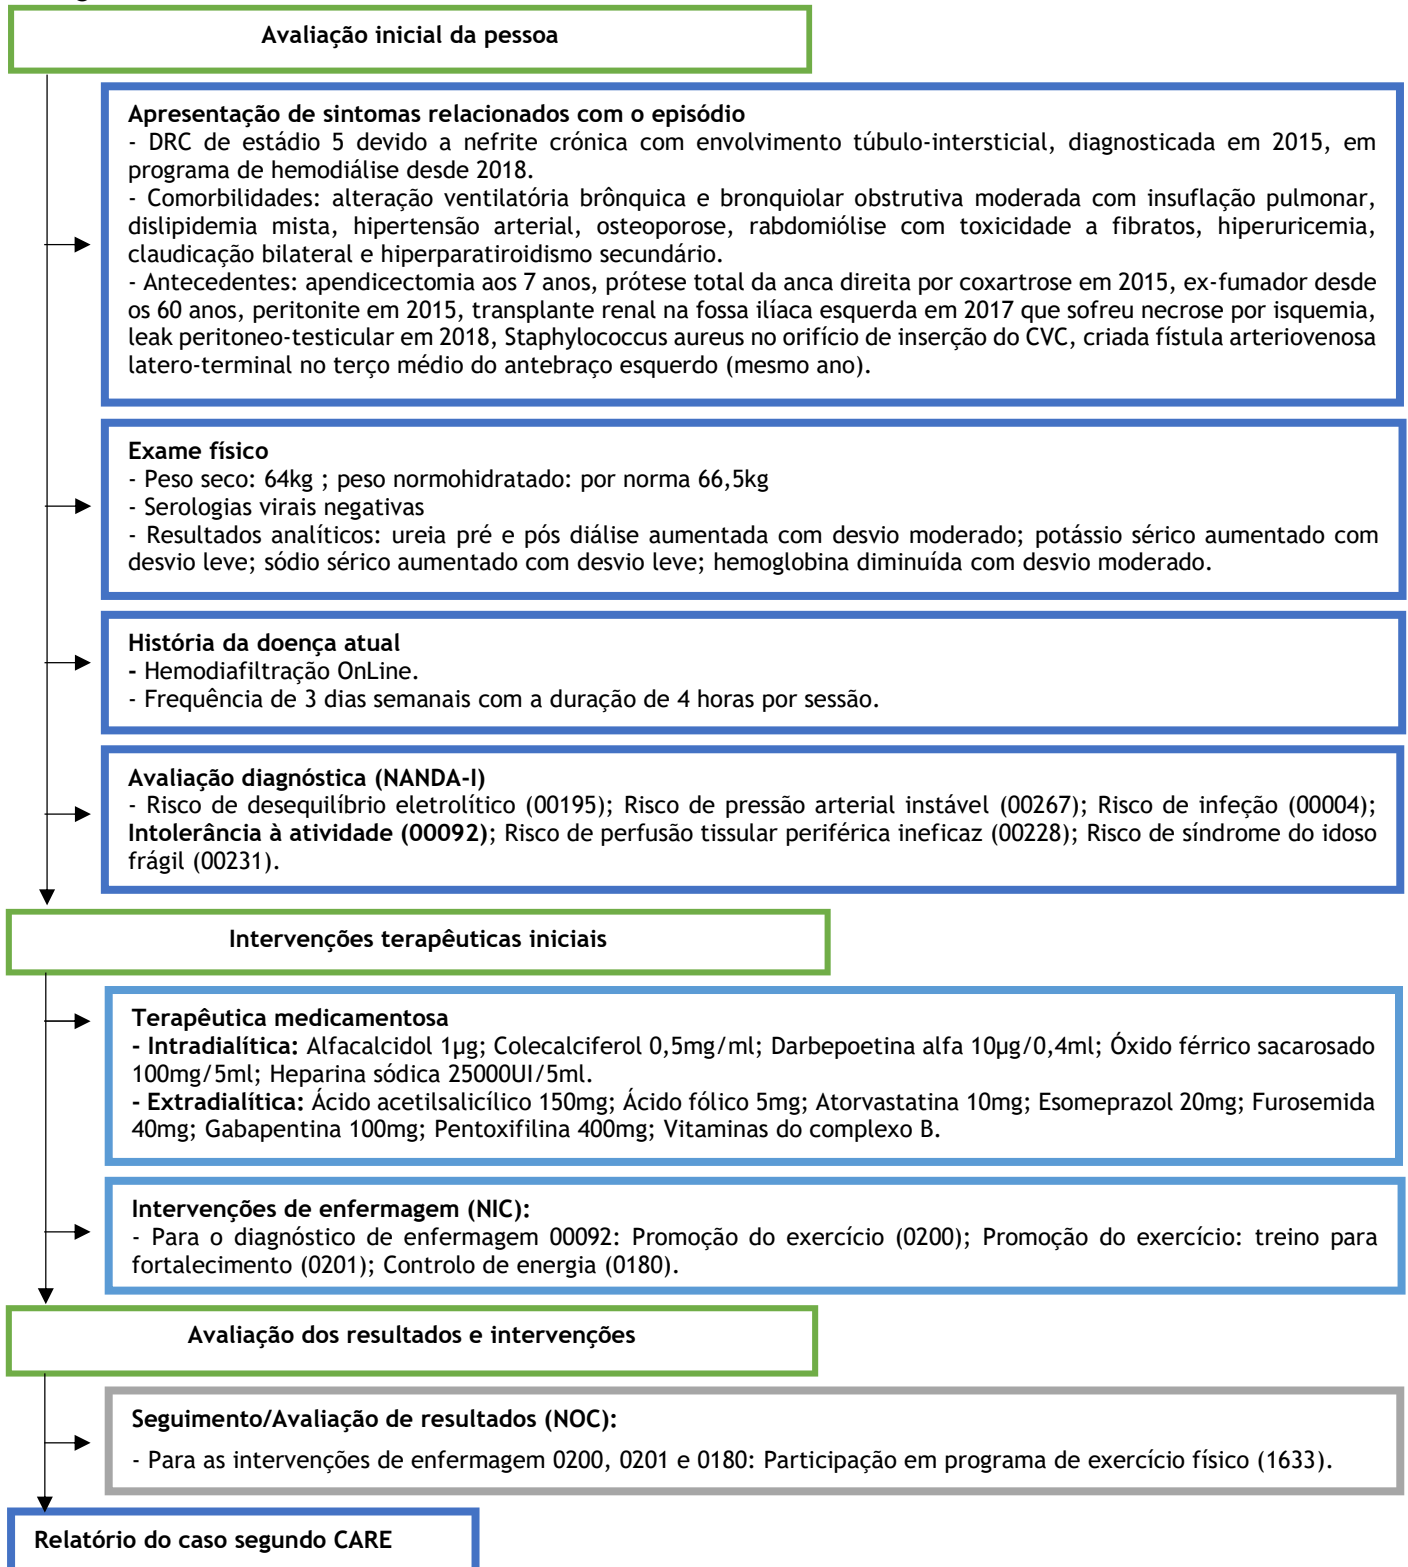 Avaliação inicial da pessoa
Apresentação de sintomas relacionados com o episódio
- DRC de estádio 5 devido a nefrite crónica com envolvimento túbulo-intersticial, diagnosticada em 2015, em
programa de hemodiálise desde 2018.
- Comorbilidades: alteração ventilatória brônquica e bronquiolar obstrutiva moderada com insuflação pulmonar,
dislipidemia mista, hipertensão arterial, osteoporose, rabdomiólise com toxicidade a fibratos, hiperuricemia,
claudicação bilateral e hiperparatiroidismo secundário.
- Antecedentes: apendicectomia aos 7 anos, prótese total da anca direita por coxartrose em 2015, ex-fumador desde
os 60 anos, peritonite em 2015, transplante renal na fossa ilíaca esquerda em 2017 que sofreu necrose por isquemia,
leak peritoneo-testicular em 2018, Staphylococcus aureus no orifício de inserção do CVC, criada fístula arteriovenosa
latero-terminal no terço médio do antebraço esquerdo (mesmo ano).
Exame físico
- Peso seco: 64kg ; peso normohidratado: por norma 66,5kg
- Serologias virais negativas
- Resultados analíticos: ureia pré e pós diálise aumentada com desvio moderado; potássio sérico aumentado com
desvio leve; sódio sérico aumentado com desvio leve; hemoglobina diminuída com desvio moderado.
História da doença atual
- Hemodiafiltração OnLine.
- Frequência de 3 dias semanais com a duração de 4 horas por sessão.
Avaliação diagnóstica (NANDA-I)
- Risco de desequilíbrio eletrolítico (00195); Risco de pressão arterial instável (00267); Risco de infeção (00004);
Intolerância à atividade (00092); Risco de perfusão tissular periférica ineficaz (00228); Risco de síndrome do idoso
frágil (00231).
Intervenções terapêuticas iniciais
Terapêutica medicamentosa
- Intradialítica: Alfacalcidol 1µg; Colecalciferol 0,5mg/ml; Darbepoetina alfa 10µg/0,4ml; Óxido férrico sacarosado
100mg/5ml; Heparina sódica 25000UI/5ml.
- Extradialítica: Ácido acetilsalicílico 150mg; Ácido fólico 5mg; Atorvastatina 10mg; Esomeprazol 20mg; Furosemida
40mg; Gabapentina 100mg; Pentoxifilina 400mg; Vitaminas do complexo B.
Intervenções de enfermagem (NIC):
- Para o diagnóstico de enfermagem 00092: Promoção do exercício (0200); Promoção do exercício: treino para
fortalecimento (0201); Controlo de energia (0180).
Avaliação dos resultados e intervenções
Seguimento/Avaliação de resultados (NOC):
- Para as intervenções de enfermagem 0200, 0201 e 0180: Participação em programa de exercício físico (1633).
Relatório do caso segundo CARE